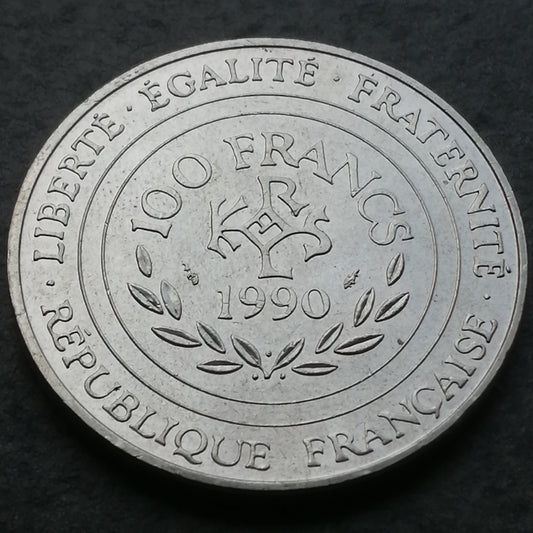 · LIBERTÉ · ÉGALITÉ · FRATERNITÉ ·
RÉPUBLIQUE FRANÇAISE
100 FRANCS
KRLS
1990